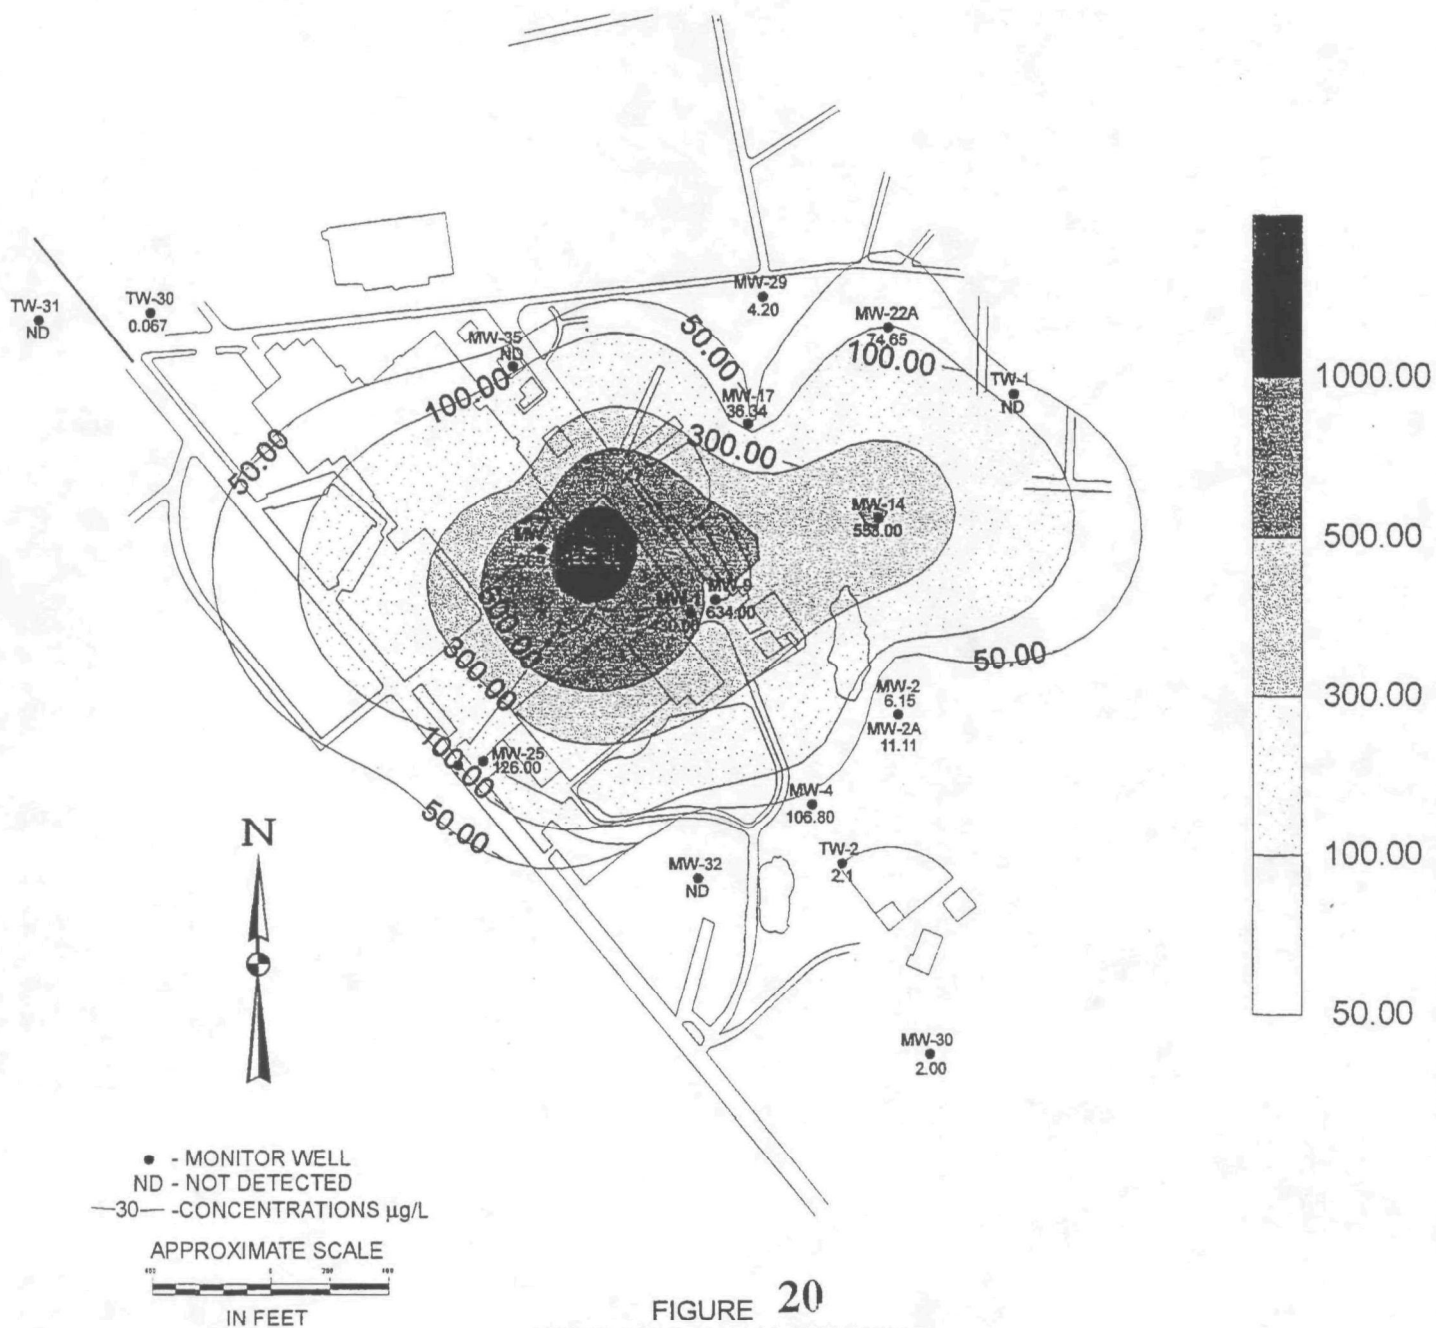 MW-29
4.20
TW-31
ND
TW-30
0.067
MW-22A
74.65
50.00
100.00
MW-35
ND
100.00
TW-1
ND
MW-17
36.34
300.00
50.00
MW-14
553.00
MW-9
634.00
MW-1
500.00
300.00
50.00
MW-2
6.15
MW-2A
11.11
100.00
MW-25
126.00
50.00
MW-4
106.80
TW-2
2.1
MW-32
ND
MW-30
2.00
1000.00
500.00
300.00
100.00
50.00
N
● - MONITOR WELL
ND - NOT DETECTED
—30— -CONCENTRATIONS µg/L
APPROXIMATE SCALE
IN FEET
FIGURE 20